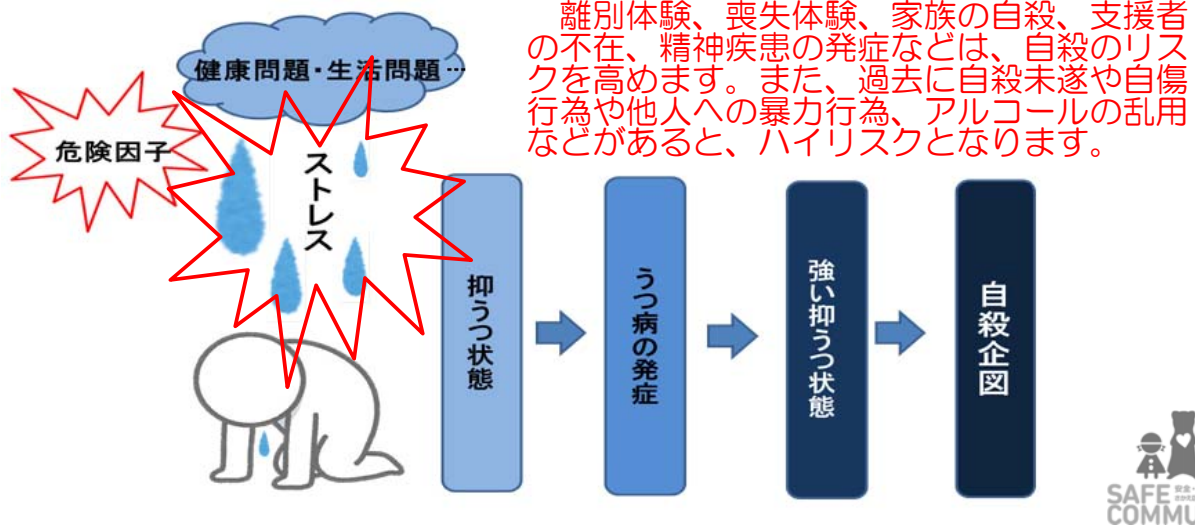 離別体験、喪失体験、家族の自殺、支援者
の不在、精神疾患の発症などは、自殺のリス
クを高めます。また、過去に自殺未遂や自傷
行為や他人への暴力行為、アルコールの乱用
などがあると、ハイリスクとなります。
健康問題・生活問題…
危険因子
ストレス
抑うつ状態
うつ病の発症
強い抑うつ状態
自殺企図
SAFE
COMMU